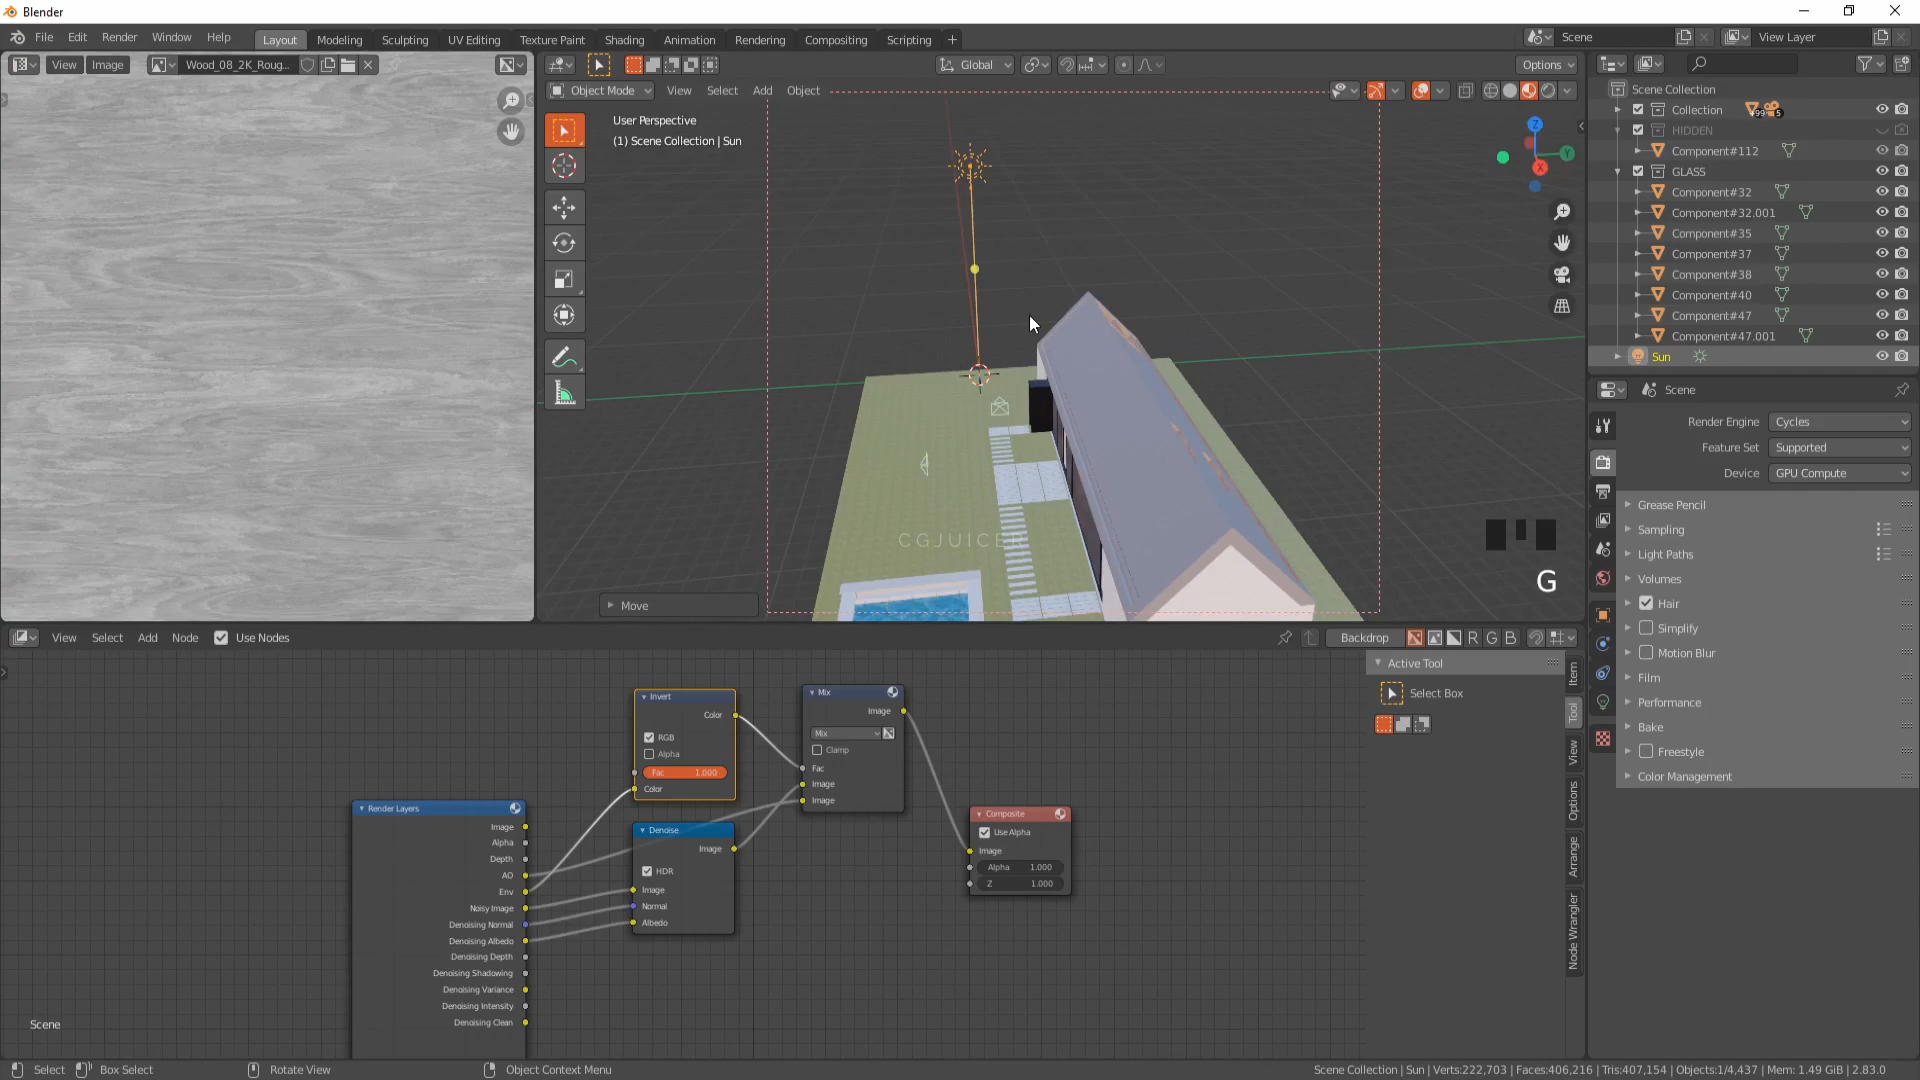 Blender
File Edit Render Window Help
Layout Modeling Sculpting UV Editing Texture Paint Shading Animation Rendering Compositing Scripting
Scene
View Layer
View Image
Wood_08_2K_Roug...
Global
Options
Object Mode View Select Add Object
User Perspective
(1) Scene Collection | Sun
Z
Y
X
CGJUICER
G
Move
Scene Collection
Collection
99+
5
HIDDEN
Component#112
GLASS
Component#32
Component#32.001
Component#35
Component#37
Component#38
Component#40
Component#47
Component#47.001
Sun
Scene
Render Engine Cycles
Feature Set Supported
Device GPU Compute
Grease Pencil
Sampling
Light Paths
Volumes
Hair
Simplify
Motion Blur
Film
Performance
Bake
Freestyle
Color Management
View Select Add Node Use Nodes
Backdrop
R G B
Active Tool
Select Box
Item
Tool
View
Options
Arrange
Node Wrangler
Invert
Color
RGB
Alpha
Fac 1.000
Color
Mix
Image
Mix
Clamp
Fac
Image
Image
Render Layers
Image
Alpha
Depth
AO
Env
Noisy Image
Denoising Normal
Denoising Albedo
Denoising Depth
Denoising Shadowing
Denoising Variance
Denoising Intensity
Denoising Clean
Denoise
Image
HDR
Image
Normal
Albedo
Composite
Use Alpha
Image
Alpha 1.000
Z 1.000
Scene
Select Box Select Rotate View Object Context Menu
Scene Collection | Sun | Verts:222,703 | Faces:406,216 | Tris:407,154 | Objects:1/4,437 | Mem: 1.49 GiB | 2.83.0